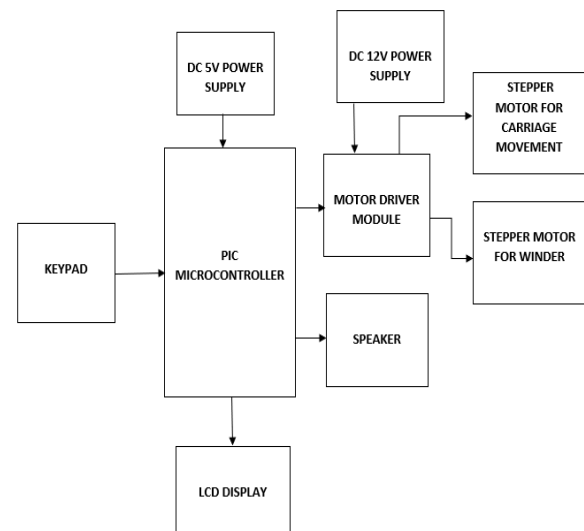 DC 5V POWER
SUPPLY
DC 12V POWER
SUPPLY
STEPPER
MOTOR FOR
CARRIAGE
MOVEMENT
MOTOR DRIVER
MODULE
PIC
MICROCONTROLLER
STEPPER MOTOR
FOR WINDER
KEYPAD
SPEAKER
LCD DISPLAY